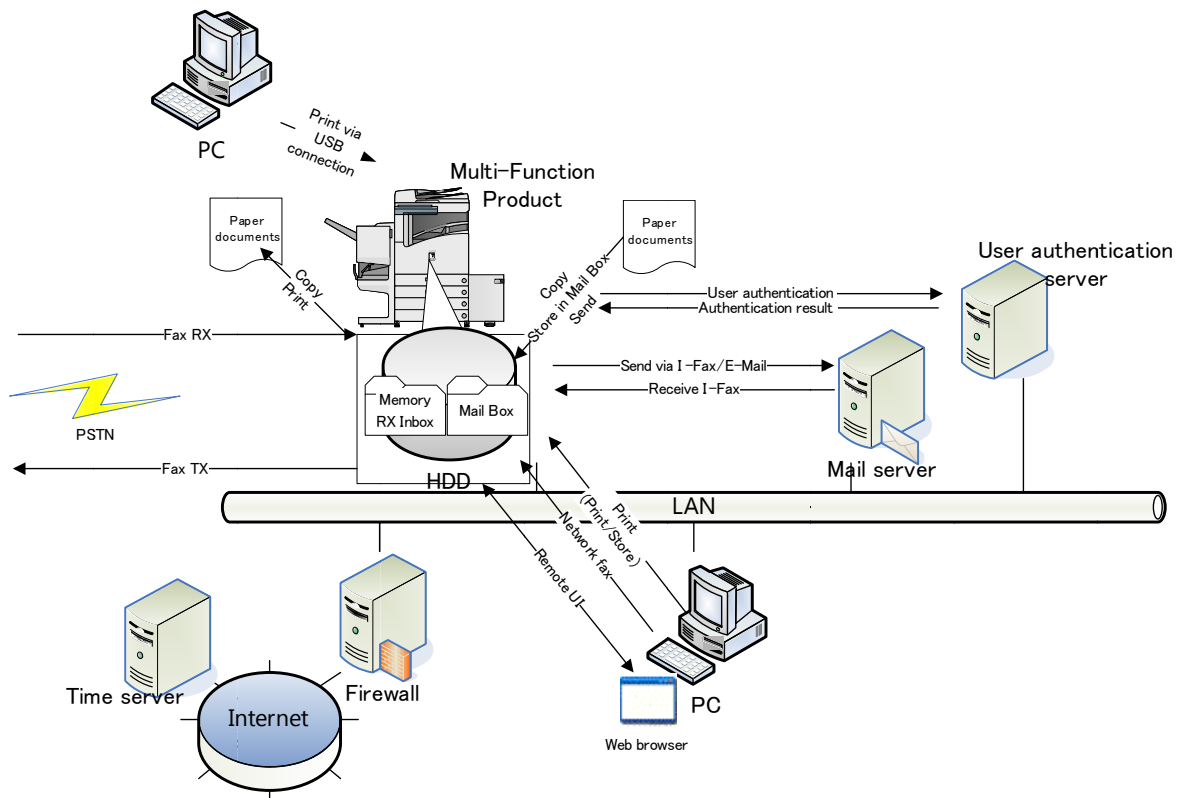 PC
Print via
USB
connection
Multi-Function
Product
Paper
documents
Copy
Print
Paper
documents
Copy
Store in Mail Box
Send
User authentication
server
User authentication
Authentication result
Fax RX
Send via I-Fax/E-Mail
Receive I-Fax
Memory
RX Inbox
Mail Box
PSTN
Fax TX
HDD
Mail server
LAN
Print
(Print/Store)
Network fax
Remote UI
Time server
Firewall
Internet
PC
Web browser